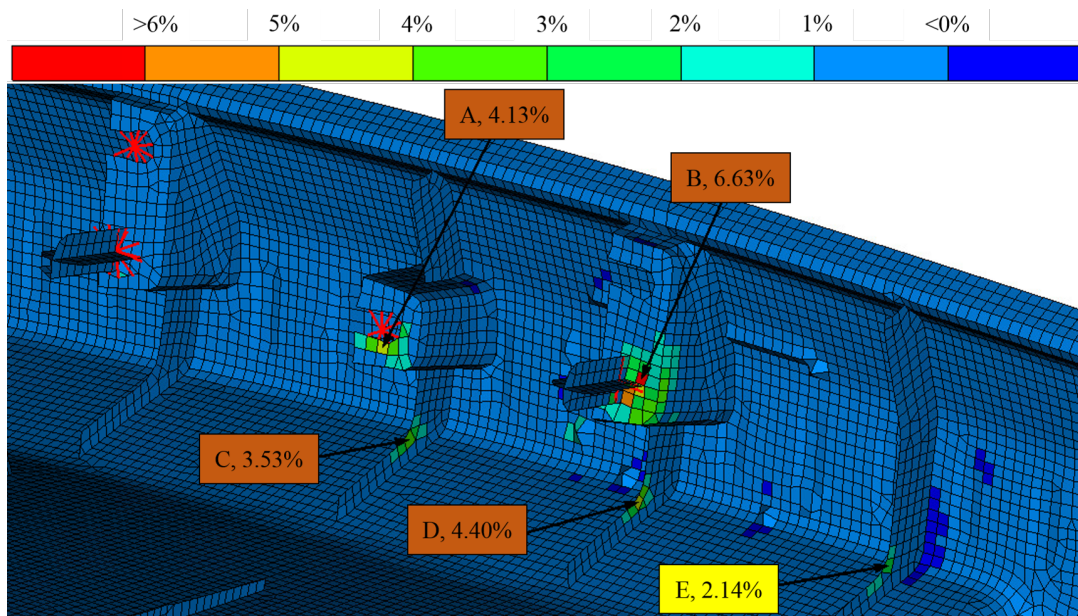 >6% 5% 4% 3% 2% 1% <0%
A, 4.13%
B, 6.63%
C, 3.53%
D, 4.40%
E, 2.14%